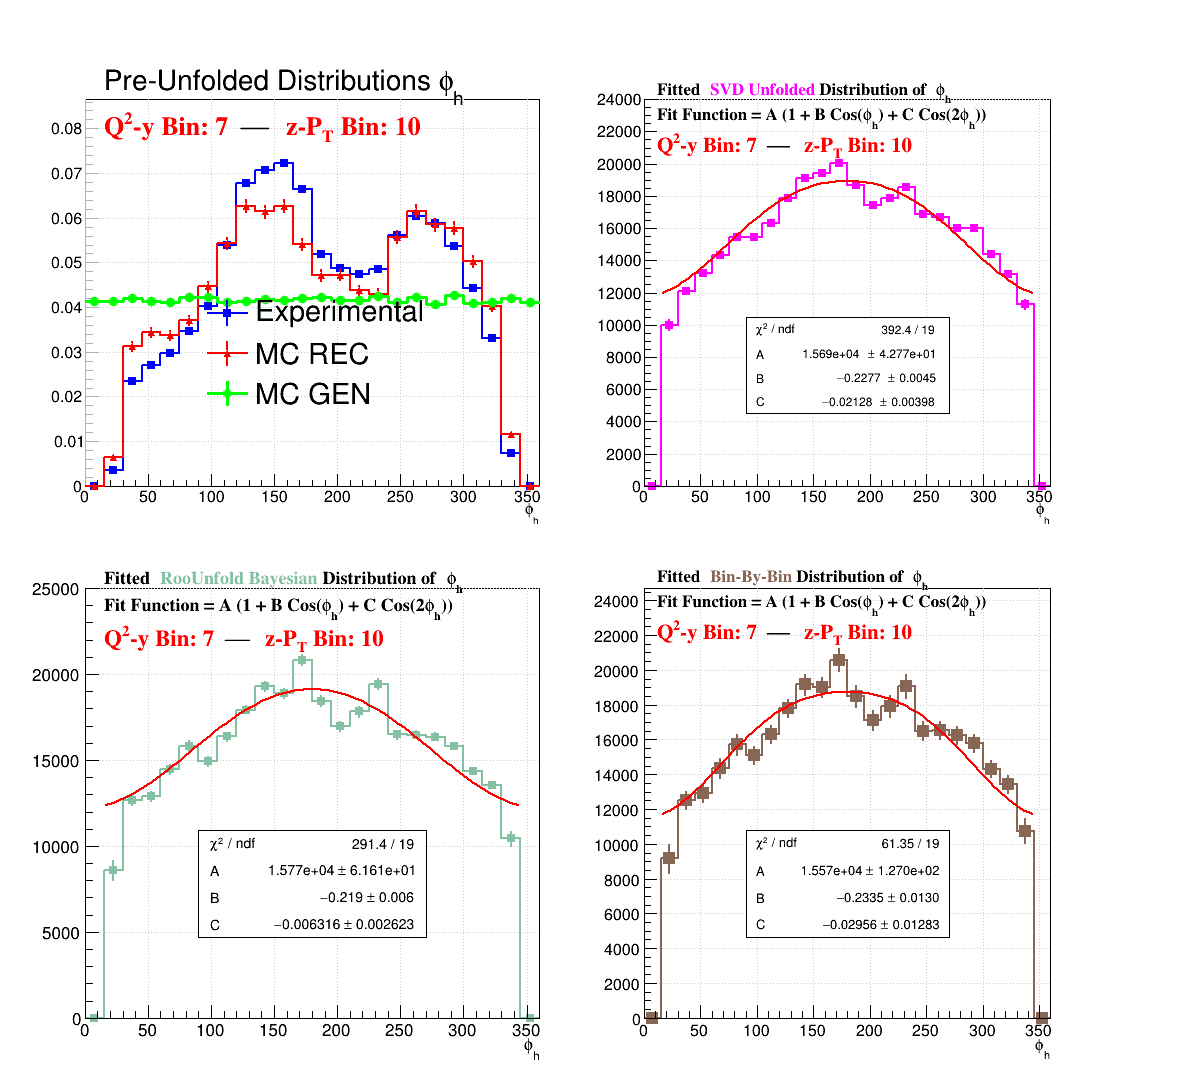 Pre-Unfolded Distributions ϕh
Q²-y Bin: 7 — z-PT Bin: 10
0.08
0.07
0.06
0.05
0.04
0.03
0.02
0.01
0
Experimental
MC REC
MC GEN
0 50 100 150 200 250 300 350
ϕh
Fitted SVD Unfolded Distribution of ϕh
Fit Function = A (1 + B Cos(ϕh) + C Cos(2ϕh))
Q²-y Bin: 7 — z-PT Bin: 10
24000
22000
20000
18000
16000
14000
12000
10000
8000
6000
4000
2000
0
χ² / ndf 392.4 / 19
A 1.569e+04 ± 4.277e+01
B −0.2277 ± 0.0045
C −0.02128 ± 0.00398
0 50 100 150 200 250 300 350
ϕh
Fitted RooUnfold Bayesian Distribution of ϕh
Fit Function = A (1 + B Cos(ϕh) + C Cos(2ϕh))
Q²-y Bin: 7 — z-PT Bin: 10
25000
20000
15000
10000
5000
0
χ² / ndf 291.4 / 19
A 1.577e+04 ± 6.161e+01
B −0.219 ± 0.006
C −0.006316 ± 0.002623
0 50 100 150 200 250 300 350
ϕh
Fitted Bin-By-Bin Distribution of ϕh
Fit Function = A (1 + B Cos(ϕh) + C Cos(2ϕh))
Q²-y Bin: 7 — z-PT Bin: 10
24000
22000
20000
18000
16000
14000
12000
10000
8000
6000
4000
2000
0
χ² / ndf 61.35 / 19
A 1.557e+04 ± 1.270e+02
B −0.2335 ± 0.0130
C −0.02956 ± 0.01283
0 50 100 150 200 250 300 350
ϕh